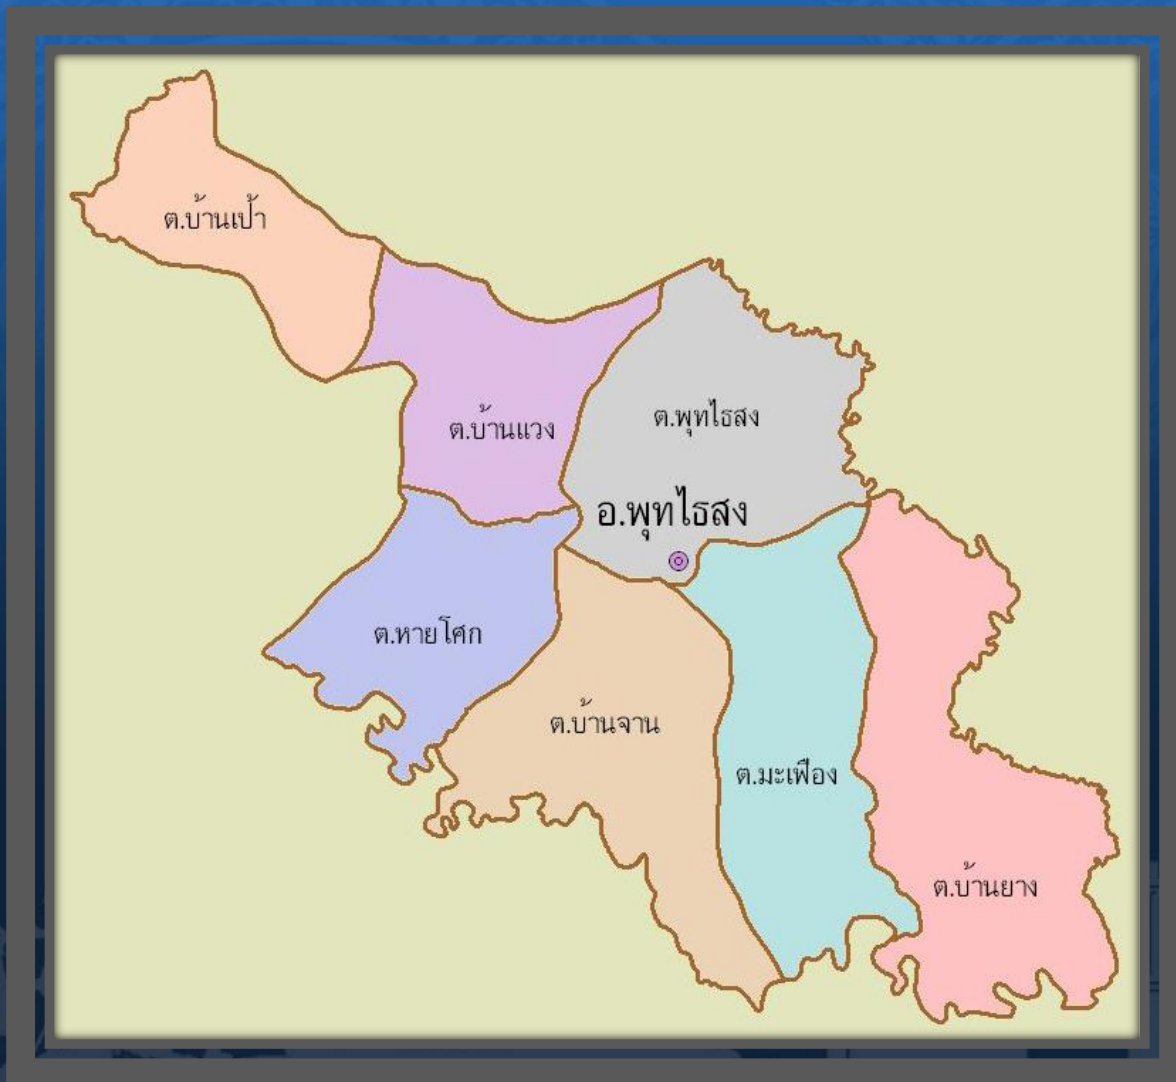 ต.บ้านเป้า
ต.บ้านแวง
ต.พุทไธสง
อ.พุทไธสง
ต.หายโศก
ต.บ้านจาน
ต.มะเฟือง
ต.บ้านยาง